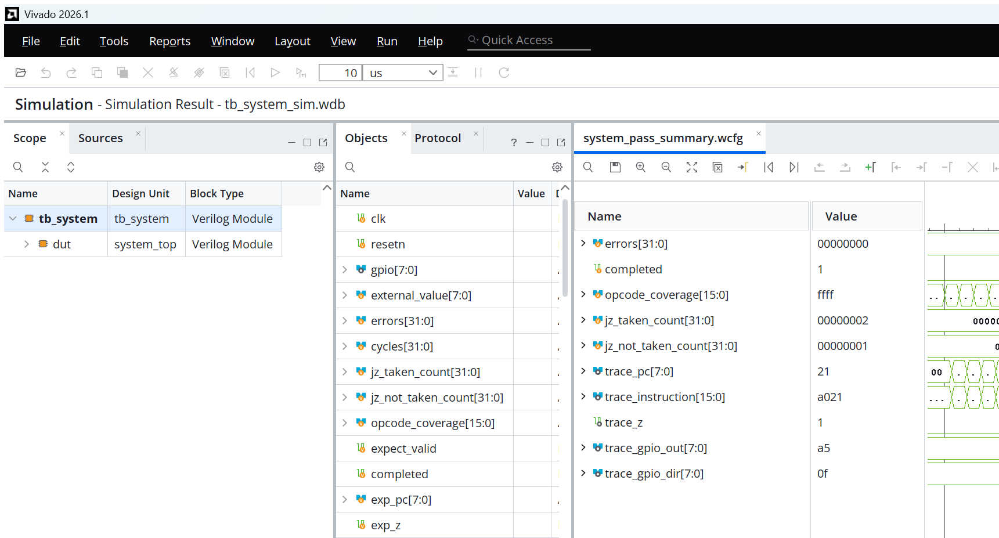 Vivado 2026.1
File Edit Tools Reports Window Layout View Run Help Quick Access
10 us
Simulation - Simulation Result - tb_system_sim.wdb
Scope Sources
Name Design Unit Block Type
tb_system tb_system Verilog Module
dut system_top Verilog Module
Objects Protocol ?
Name Value
clk
resetn
gpio[7:0]
external_value[7:0]
errors[31:0]
cycles[31:0]
jz_taken_count[31:0]
jz_not_taken_count[31:0]
opcode_coverage[15:0]
expect_valid
completed
exp_pc[7:0]
exp_z
system_pass_summary.wcfg
Name Value
errors[31:0] 00000000
completed 1
opcode_coverage[15:0] ffff
jz_taken_count[31:0] 00000002
jz_not_taken_count[31:0] 00000001
trace_pc[7:0] 21
trace_instruction[15:0] a021
trace_z 1
trace_gpio_out[7:0] a5
trace_gpio_dir[7:0] 0f
00